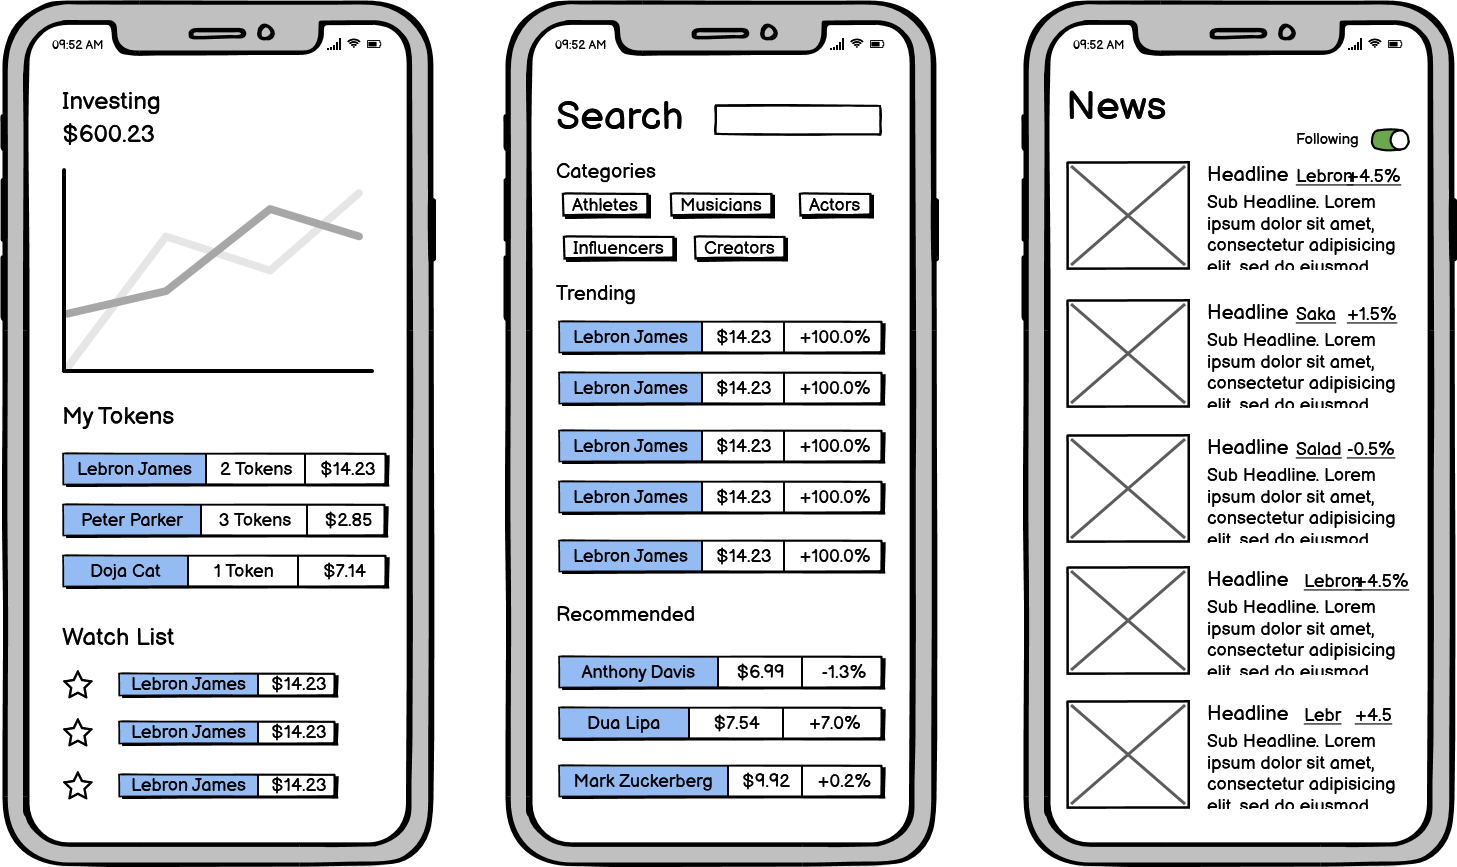 09:52 AM
Investing
$600.23
My Tokens
Lebron James 2 Tokens $14.23
Peter Parker 3 Tokens $2.85
Doja Cat 1 Token $7.14
Watch List
Lebron James $14.23
Lebron James $14.23
Lebron James $14.23
09:52 AM
Search
Categories
Athletes Musicians Actors
Influencers Creators
Trending
Lebron James $14.23 +100.0%
Lebron James $14.23 +100.0%
Lebron James $14.23 +100.0%
Lebron James $14.23 +100.0%
Lebron James $14.23 +100.0%
Recommended
Anthony Davis $6.99 -1.3%
Dua Lipa $7.54 +7.0%
Mark Zuckerberg $9.92 +0.2%
09:52 AM
News
Following
Headline Lebron +4.5%
Sub Headline. Lorem
ipsum dolor sit amet,
consectetur adipisicing
elit, sed do eiusmod
Headline Saka +1.5%
Sub Headline. Lorem
ipsum dolor sit amet,
consectetur adipisicing
elit, sed do eiusmod
Headline Salad -0.5%
Sub Headline. Lorem
ipsum dolor sit amet,
consectetur adipisicing
elit, sed do eiusmod
Headline Lebron +4.5%
Sub Headline. Lorem
ipsum dolor sit amet,
consectetur adipisicing
elit, sed do eiusmod
Headline Lebr +4.5
Sub Headline. Lorem
ipsum dolor sit amet,
consectetur adipisicing
elit, sed do eiusmod